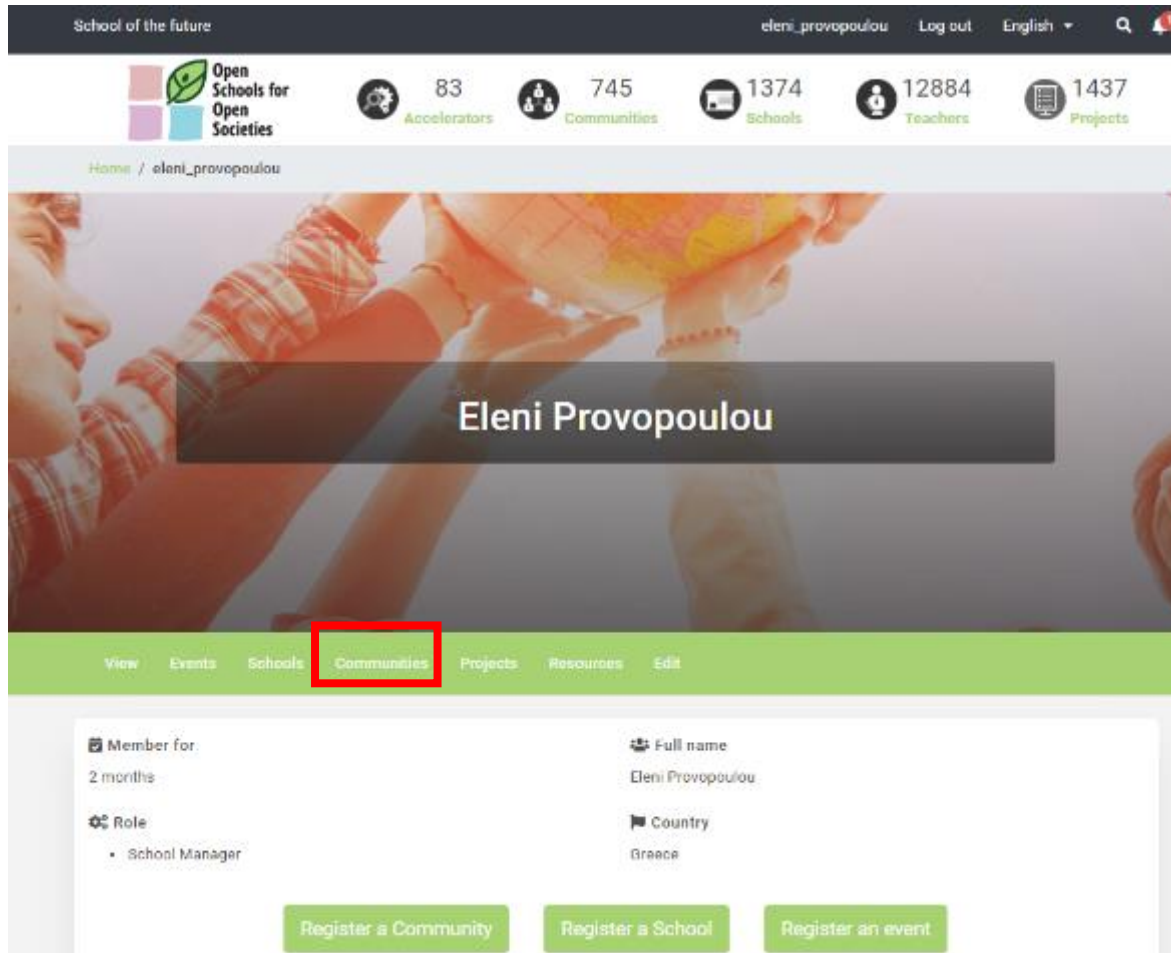 School of the future eleni_provopoulou Log out English
Open Schools for Open Societies
83 Accelerators
745 Communities
1374 Schools
12884 Teachers
1437 Projects
Home / eleni_provopoulou
Eleni Provopoulou
View Events Schools Communities Projects Resources Edit
Member for
2 months
Full name
Eleni Provopoulou
Role
• School Manager
Country
Greece
Register a Community Register a School Register an event